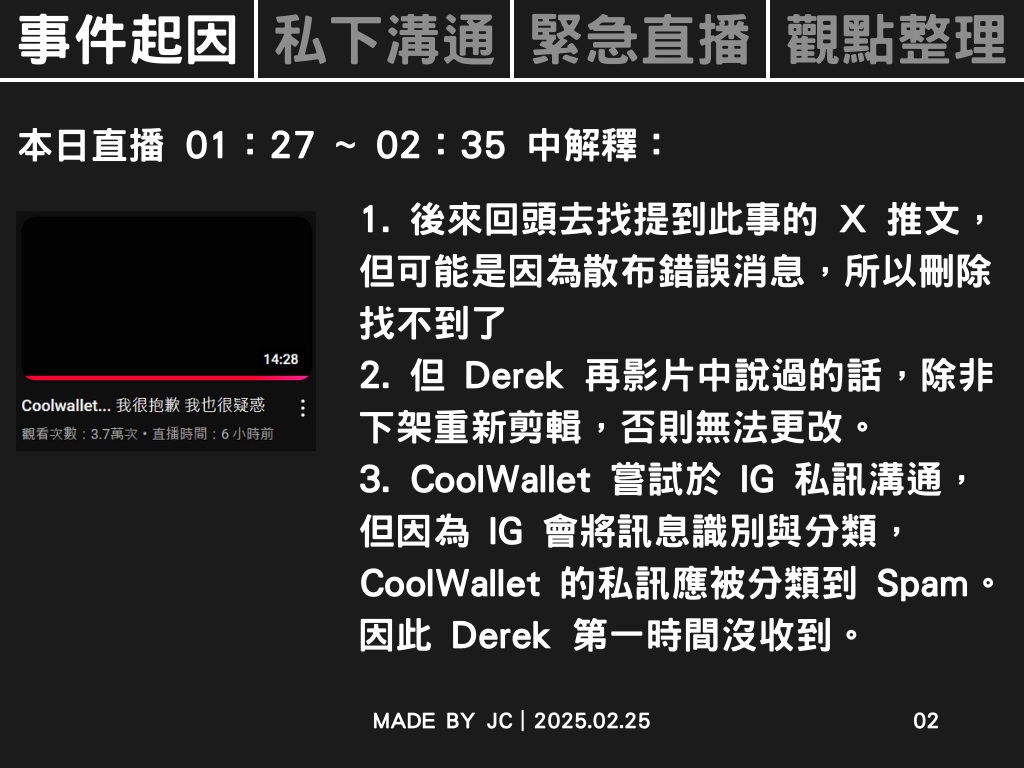 事件起因
私下溝通
緊急直播
觀點整理
本日直播 01：27 ~ 02：35 中解釋：
14:28
Coolwallet... 我很抱歉 我也很疑惑
觀看次數：3.7萬次・直播時間：6 小時前
1. 後來回頭去找提到此事的 X 推文，
但可能是因為散布錯誤消息，所以刪除
找不到了
2. 但 Derek 再影片中說過的話，除非
下架重新剪輯，否則無法更改。
3. CoolWallet 嘗試於 IG 私訊溝通，
但因為 IG 會將訊息識別與分類，
CoolWallet 的私訊應被分類到 Spam。
因此 Derek 第一時間沒收到。
MADE BY JC | 2025.02.25
02